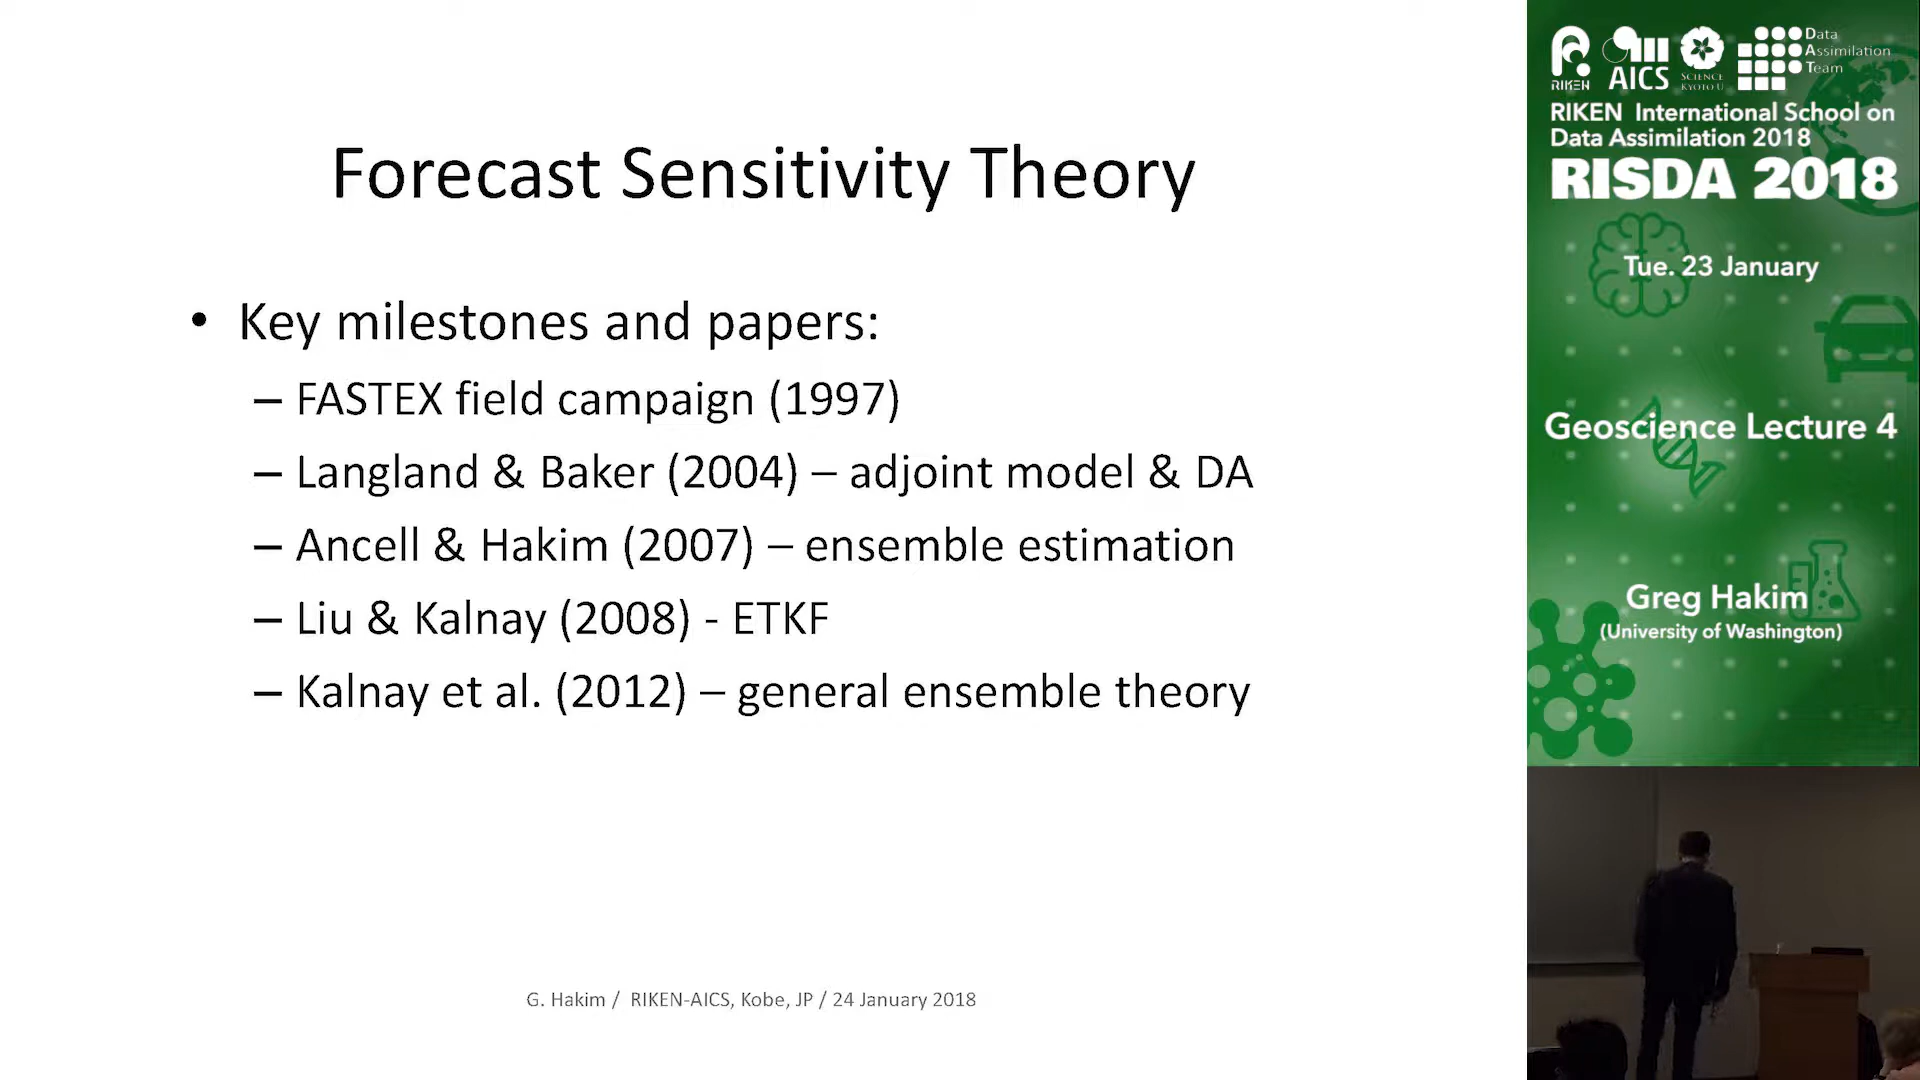 Forecast Sensitivity Theory
• Key milestones and papers:
– FASTEX field campaign (1997)
– Langland & Baker (2004) – adjoint model & DA
– Ancell & Hakim (2007) – ensemble estimation
– Liu & Kalnay (2008) - ETKF
– Kalnay et al. (2012) – general ensemble theory
G. Hakim / RIKEN-AICS, Kobe, JP / 24 January 2018
RIKEN
AICS
SCIENCE
KYOTO U
Data
Assimilation
Team
RIKEN International School on
Data Assimilation 2018
RISDA 2018
Tue. 23 January
Geoscience Lecture 4
Greg Hakim
(University of Washington)